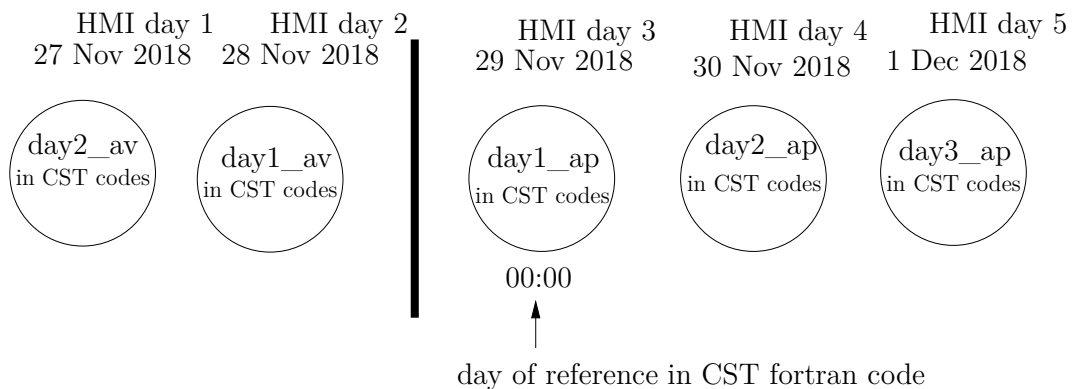 HMI day 1
27 Nov 2018
HMI day 2
28 Nov 2018
HMI day 3
29 Nov 2018
HMI day 4
30 Nov 2018
HMI day 5
1 Dec 2018
day2_av
in CST codes
day1_av
in CST codes
day1_ap
in CST codes
day2_ap
in CST codes
day3_ap
in CST codes
00:00
day of reference in CST fortran code